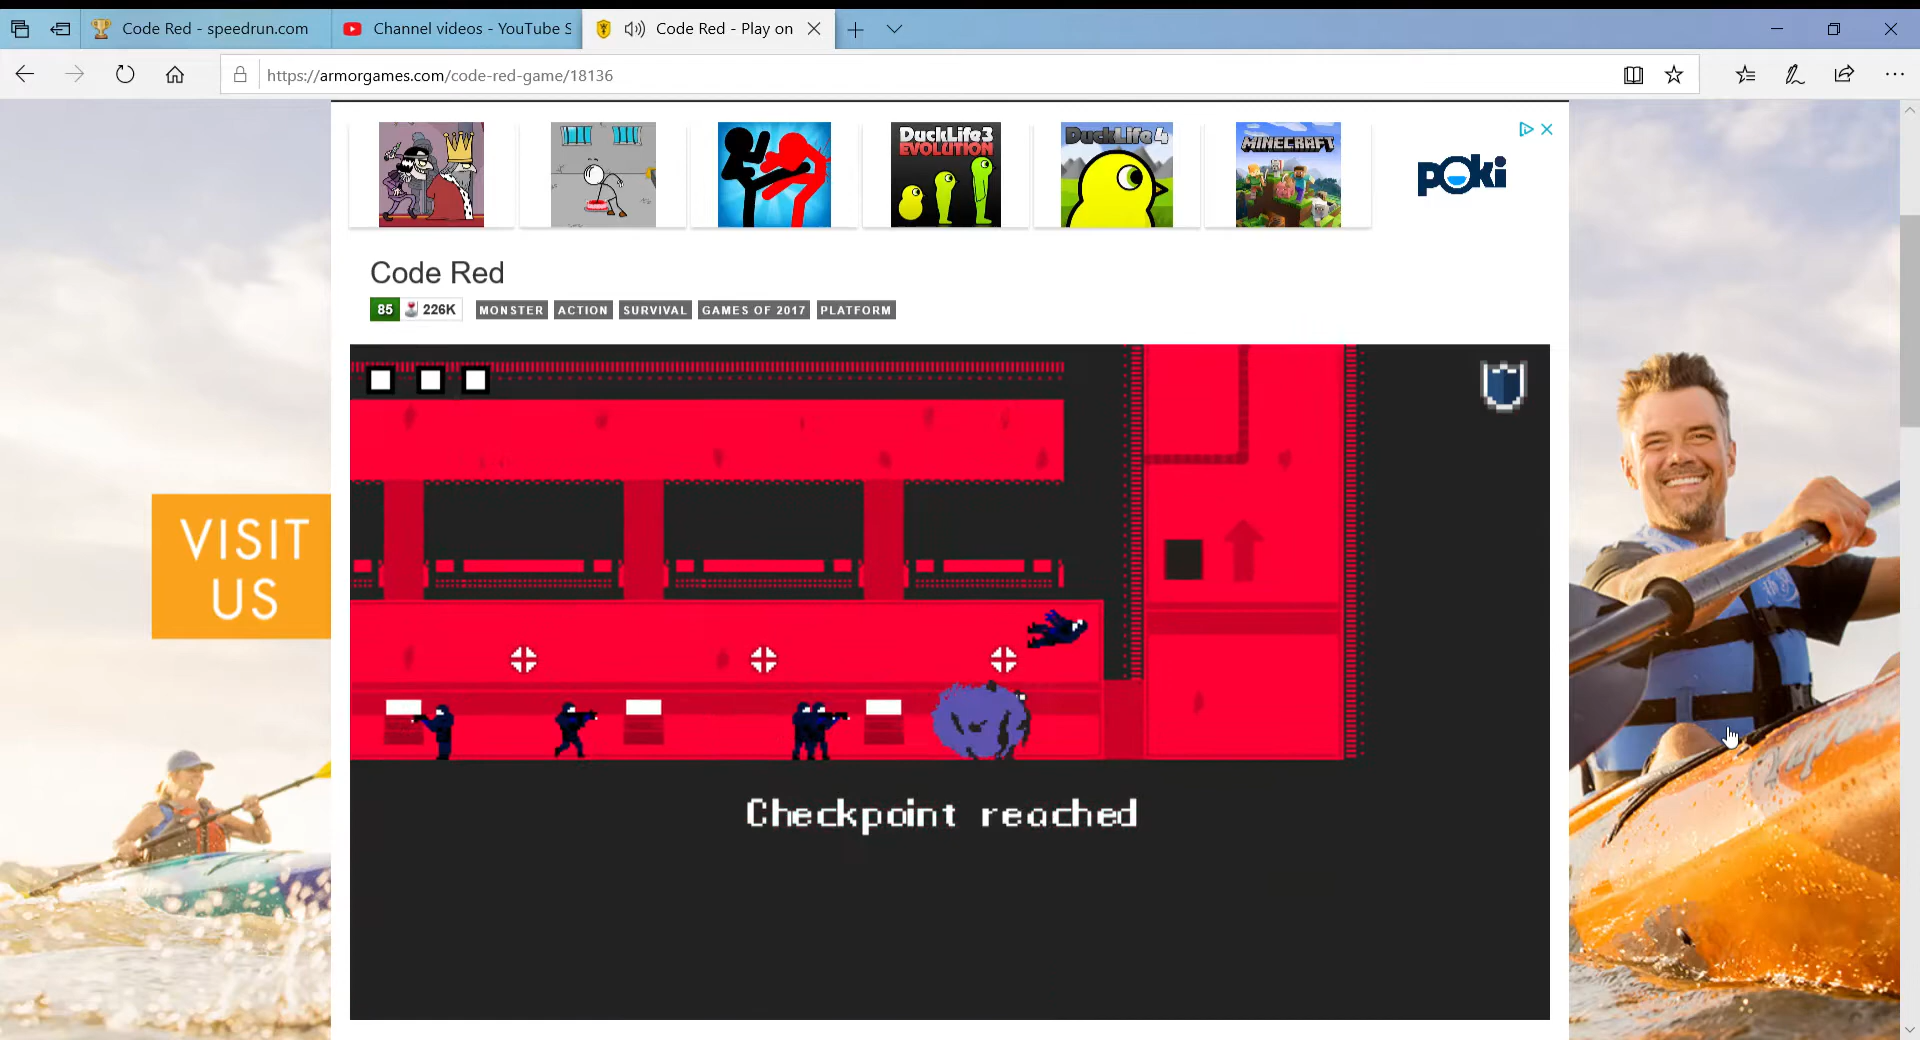 Code Red - speedrun.com
Channel videos - YouTube S
Code Red - Play on
https://armorgames.com/code-red-game/18136
DuckLife3
EVOLUTION
DuckLife4
MINECRAFT
POKi
Code Red
85 226K MONSTER ACTION SURVIVAL GAMES OF 2017 PLATFORM
VISIT
US
Checkpoint reached